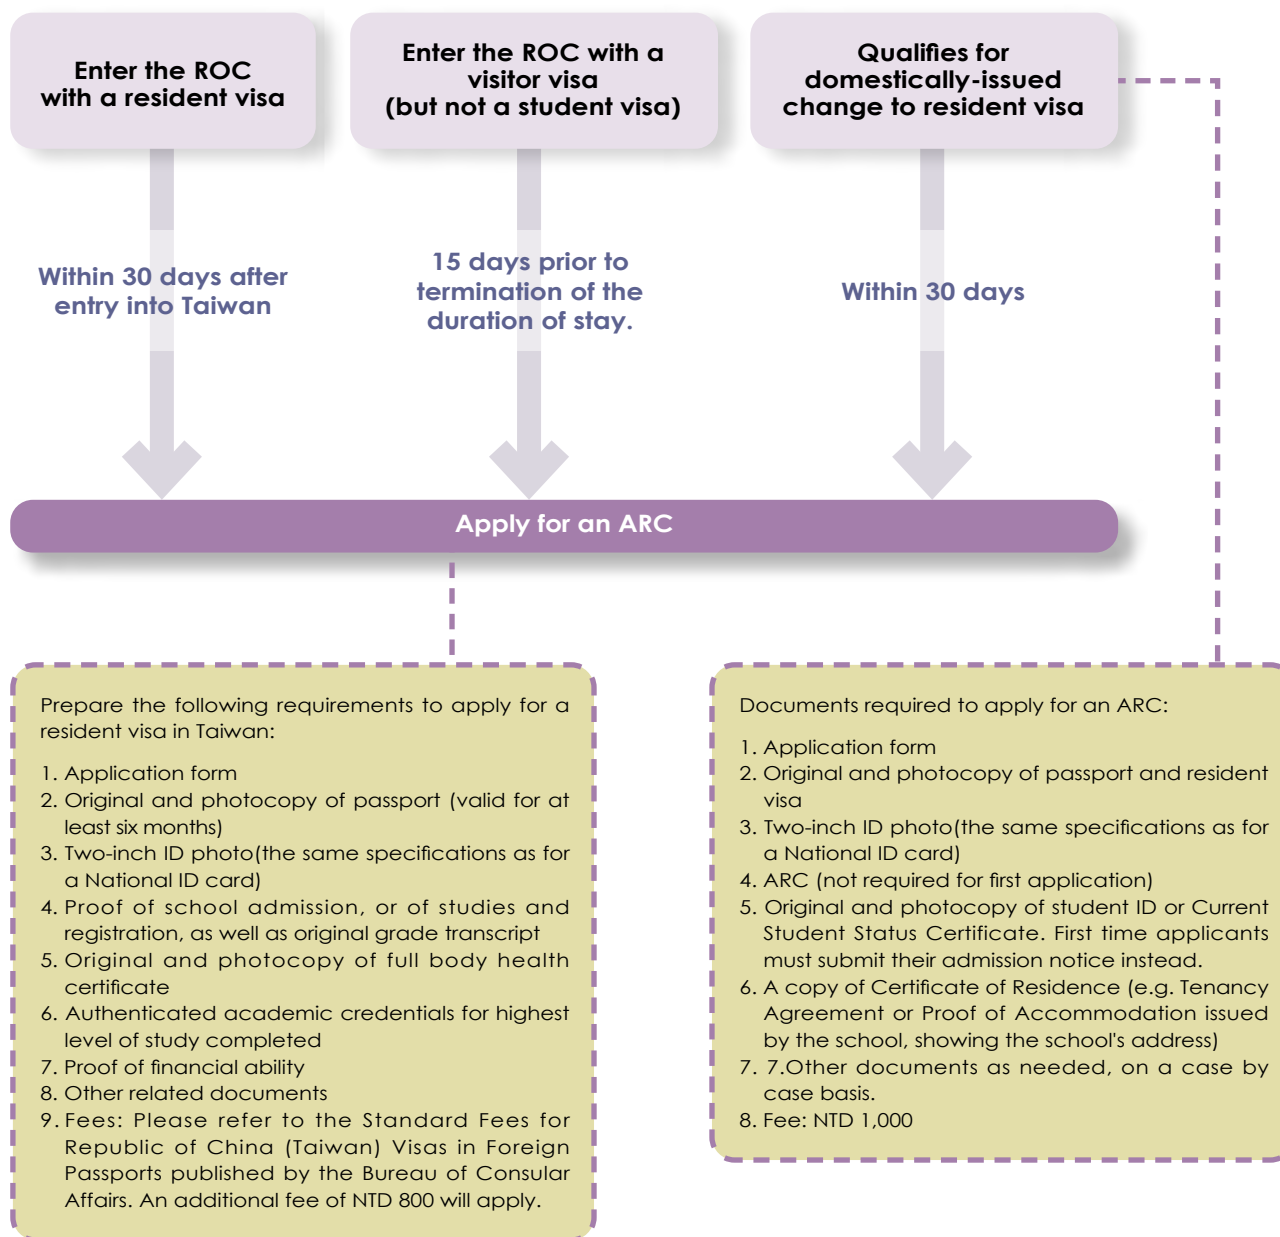 Enter the ROC
with a resident visa
Enter the ROC with a
visitor visa
(but not a student visa)
Qualifies for
domestically-issued
change to resident visa
Within 30 days after
entry into Taiwan
15 days prior to
termination of the
duration of stay.
Within 30 days
Apply for an ARC
Prepare the following requirements to apply for a
resident visa in Taiwan:
1. Application form
2. Original and photocopy of passport (valid for at
least six months)
3. Two-inch ID photo(the same specifications as for
a National ID card)
4. Proof of school admission, or of studies and
registration, as well as original grade transcript
5. Original and photocopy of full body health
certificate
6. Authenticated academic credentials for highest
level of study completed
7. Proof of financial ability
8. Other related documents
9. Fees: Please refer to the Standard Fees for
Republic of China (Taiwan) Visas in Foreign
Passports published by the Bureau of Consular
Affairs. An additional fee of NTD 800 will apply.
Documents required to apply for an ARC:
1. Application form
2. Original and photocopy of passport and resident
visa
3. Two-inch ID photo(the same specifications as for
a National ID card)
4. ARC (not required for first application)
5. Original and photocopy of student ID or Current
Student Status Certificate. First time applicants
must submit their admission notice instead.
6. A copy of Certificate of Residence (e.g. Tenancy
Agreement or Proof of Accommodation issued
by the school, showing the school's address)
7. 7.Other documents as needed, on a case by
case basis.
8. Fee: NTD 1,000